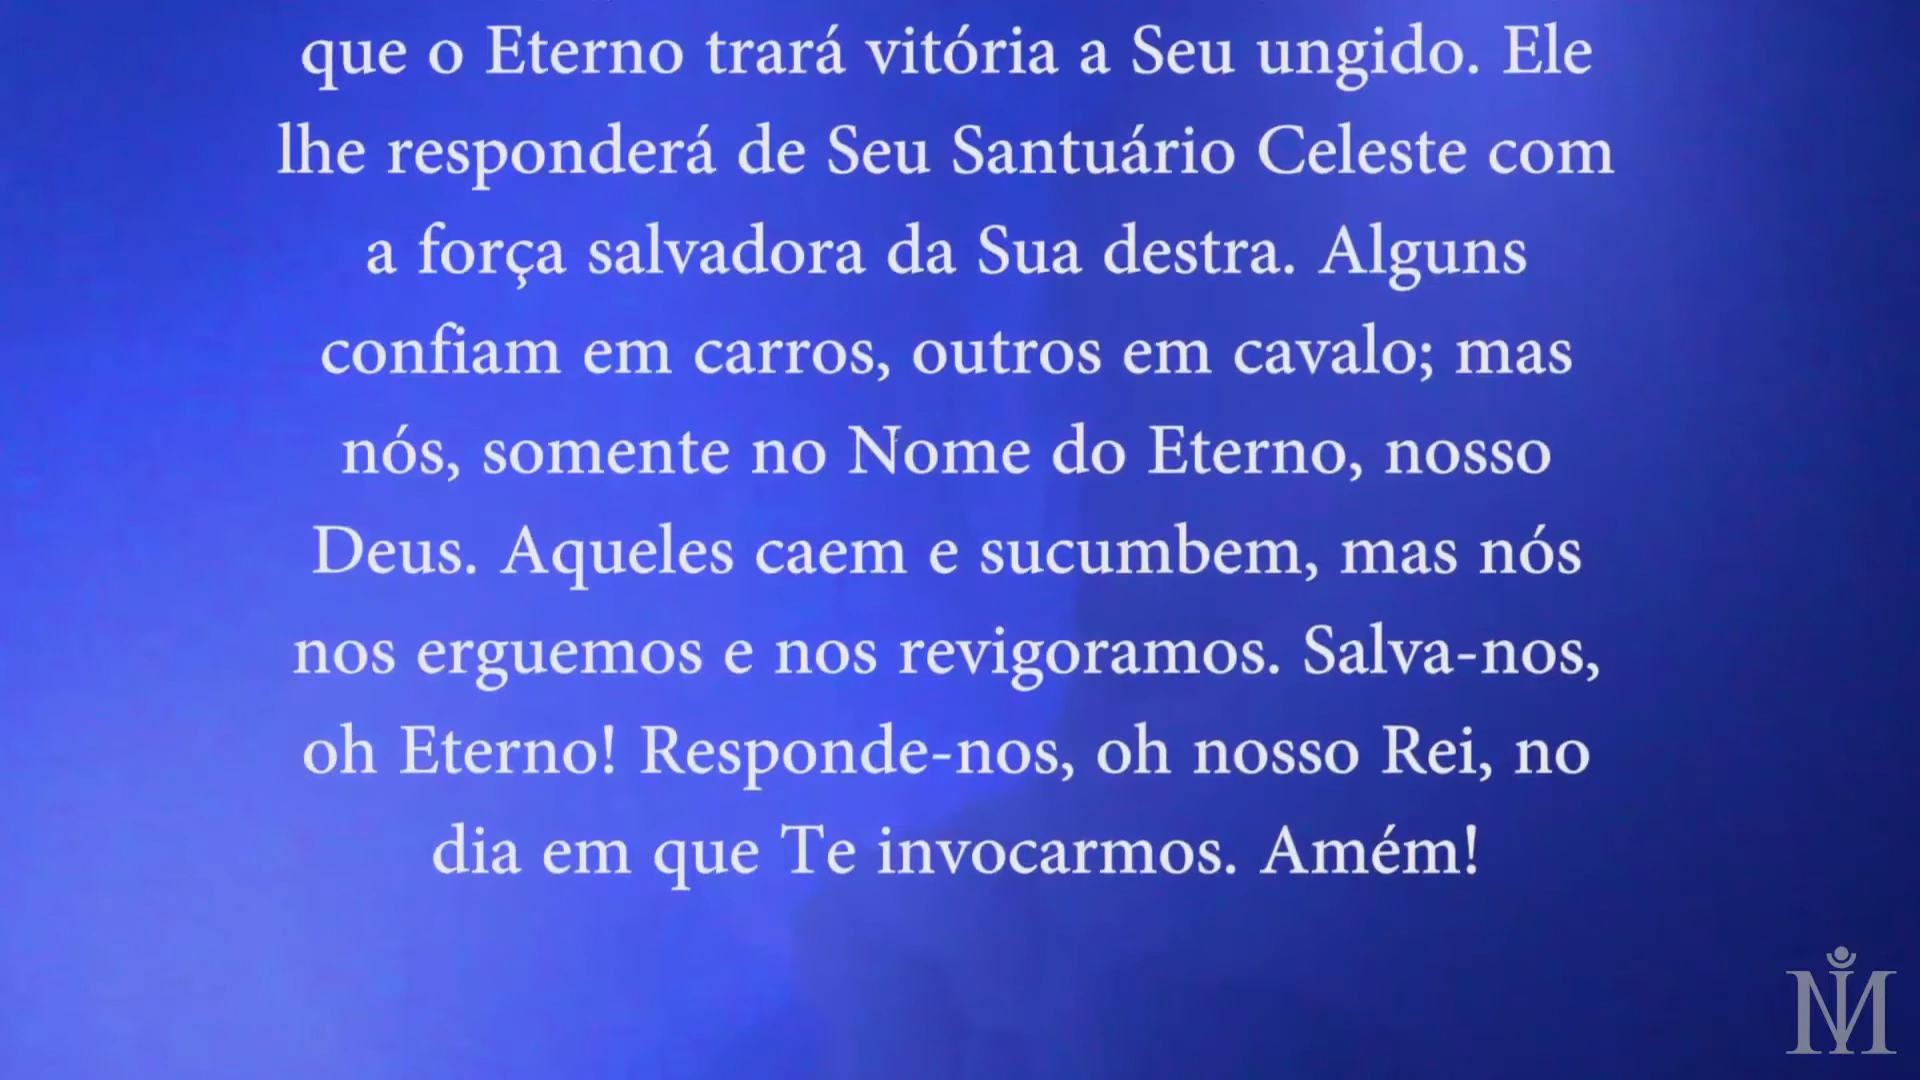 que o Eterno trará vitória a Seu ungido. Ele
lhe responderá de Seu Santuário Celeste com
a força salvadora da Sua destra. Alguns
confiam em carros, outros em cavalo; mas
nós, somente no Nome do Eterno, nosso
Deus. Aqueles caem e sucumbem, mas nós
nos erguemos e nos revigoramos. Salva-nos,
oh Eterno! Responde-nos, oh nosso Rei, no
dia em que Te invocarmos. Amém!